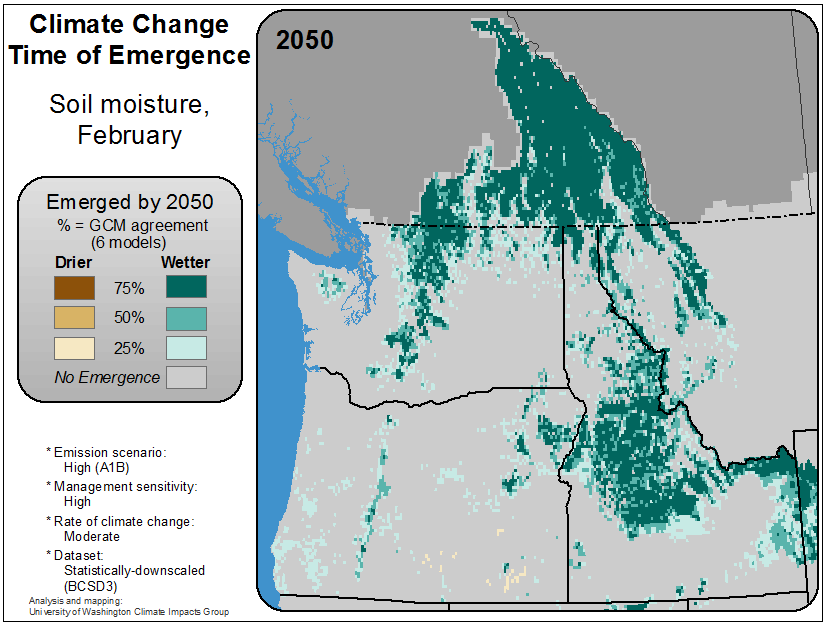 Climate Change
Time of Emergence
Soil moisture,
February
2050
Emerged by 2050
% = GCM agreement
(6 models)
Drier Wetter
75%
50%
25%
No Emergence
* Emission scenario:
High (A1B)
* Management sensitivity:
High
* Rate of climate change:
Moderate
* Dataset:
Statistically-downscaled
(BCSD3)
Analysis and mapping:
University of Washington Climate Impacts Group